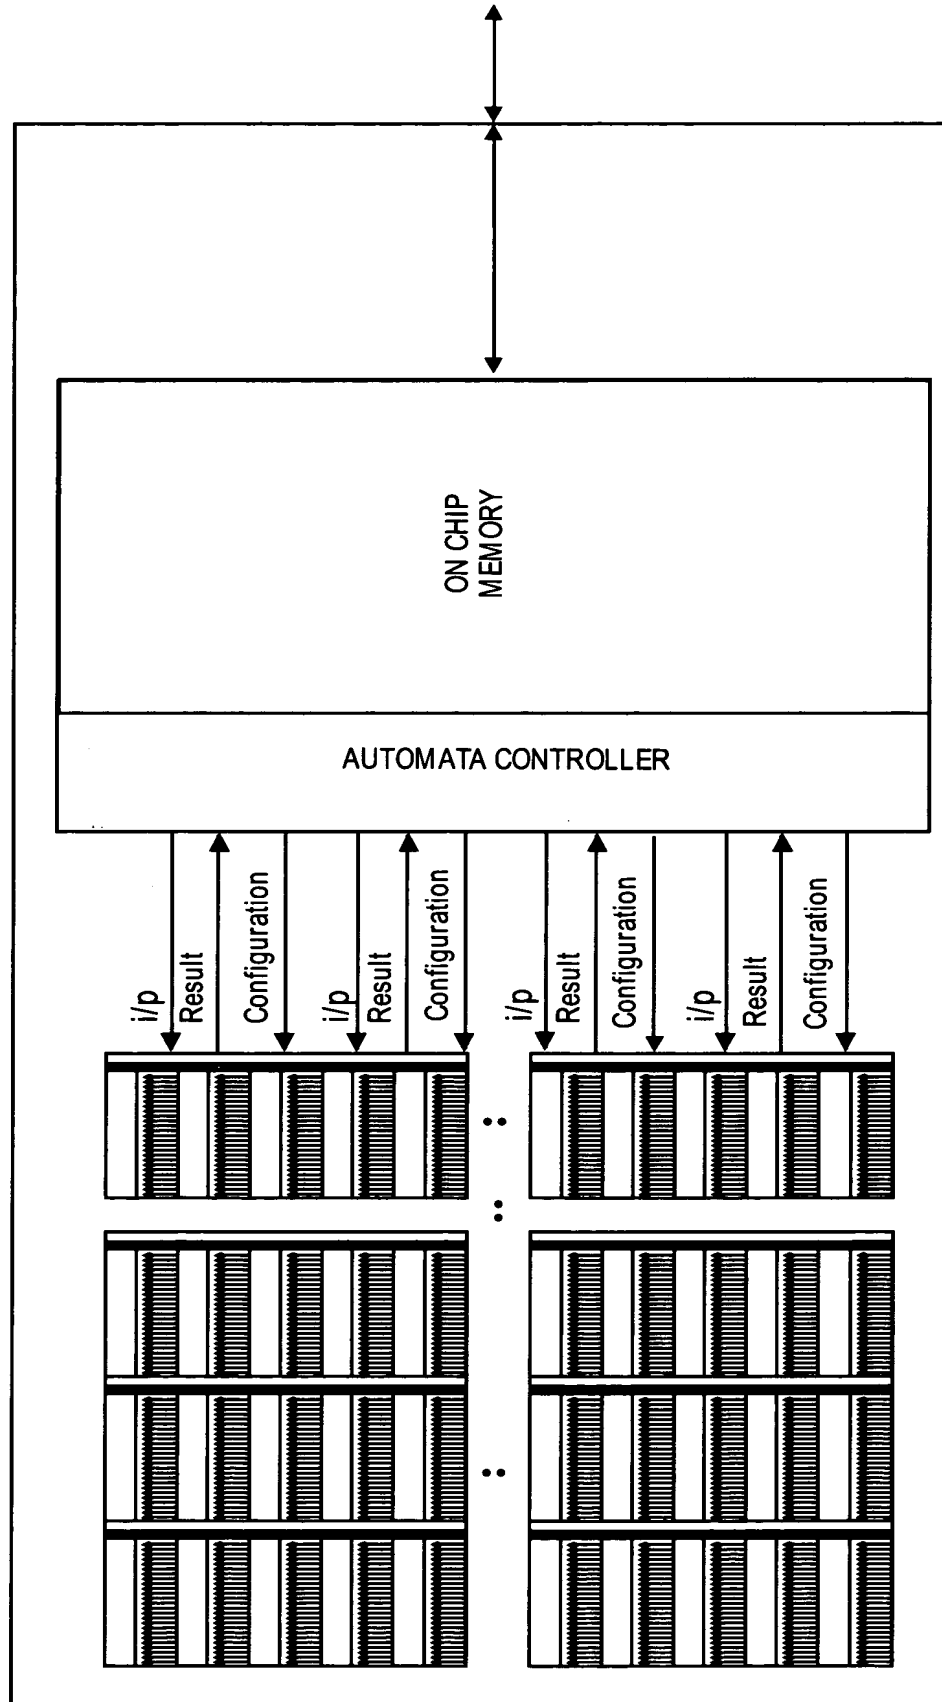 ON CHIP
MEMORY
AUTOMATA CONTROLLER
i/p
Result
Configuration
i/p
Result
Configuration
i/p
Result
Configuration
i/p
Result
Configuration